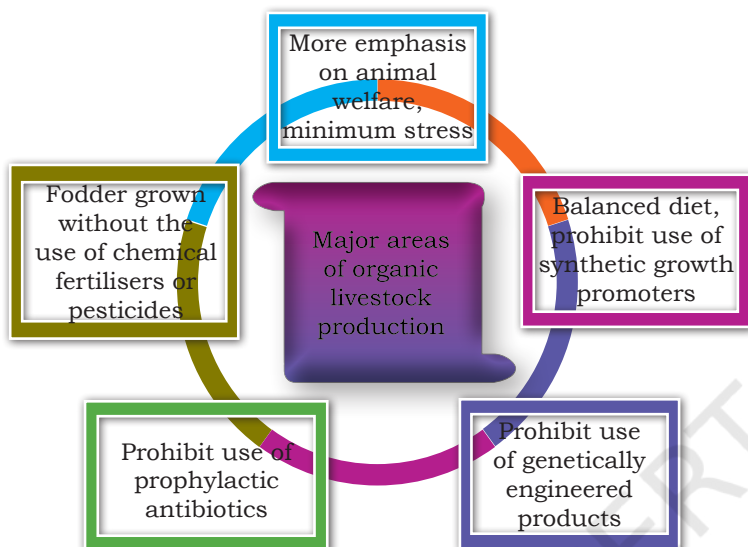 More emphasis
on animal
welfare,
minimum stress
Balanced diet,
prohibit use of
synthetic growth
promoters
Prohibit use
of genetically
engineered
products
Prohibit use of
prophylactic
antibiotics
Fodder grown
without the
use of chemical
fertilisers or
pesticides
Major areas
of organic
livestock
production
ERT